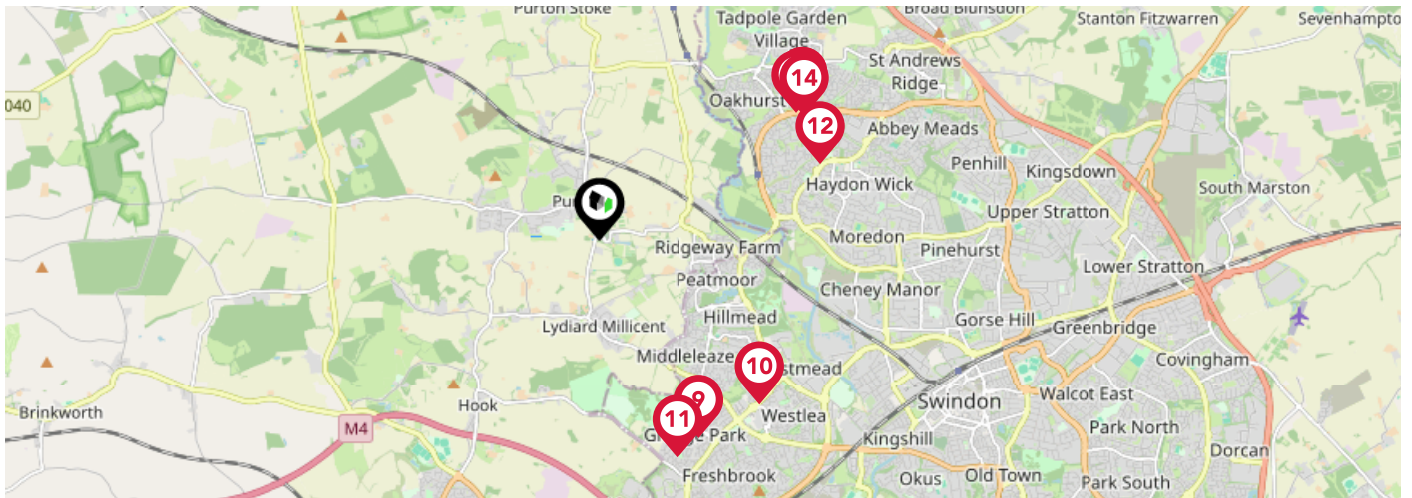 Purton Stoke
Tadpole Garden
Village
Broad Blunsdon
Stanton Fitzwarren
Sevenhampto
St Andrews
Ridge
040
Oakhurst
14
12
Abbey Meads
Penhill
Kingsdown
Haydon Wick
South Marston
Pu
Upper Stratton
Ridgeway Farm
Moredon
Pinehurst
Lower Stratton
Peatmoor
Cheney Manor
Hillmead
Gorse Hill
Greenbridge
Lydiard Millicent
Middleleaze
10
stmead
Covingham
Walcot East
Brinkworth
Hook
9
11
Westlea
Swindon
M4
Park North
G
e Park
Kingshill
Dorcan
Freshbrook
Okus
Old Town
Park South